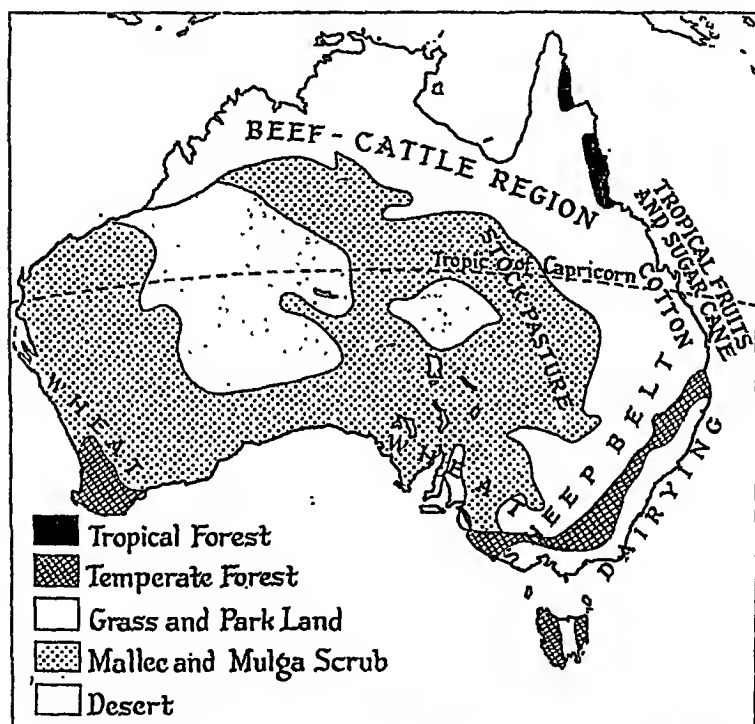 BEEF-CATTLE REGION
TROPICAL FRUITS
AND SUGAR CANE
Tropic of Capricorn
COTTON
STOCK PASTURE
WHEAT
WHEAT
SHEEP BELT
DAIRYING
Tropical Forest
Temperate Forest
Grass and Park Land
Mallee and Mulga Scrub
Desert